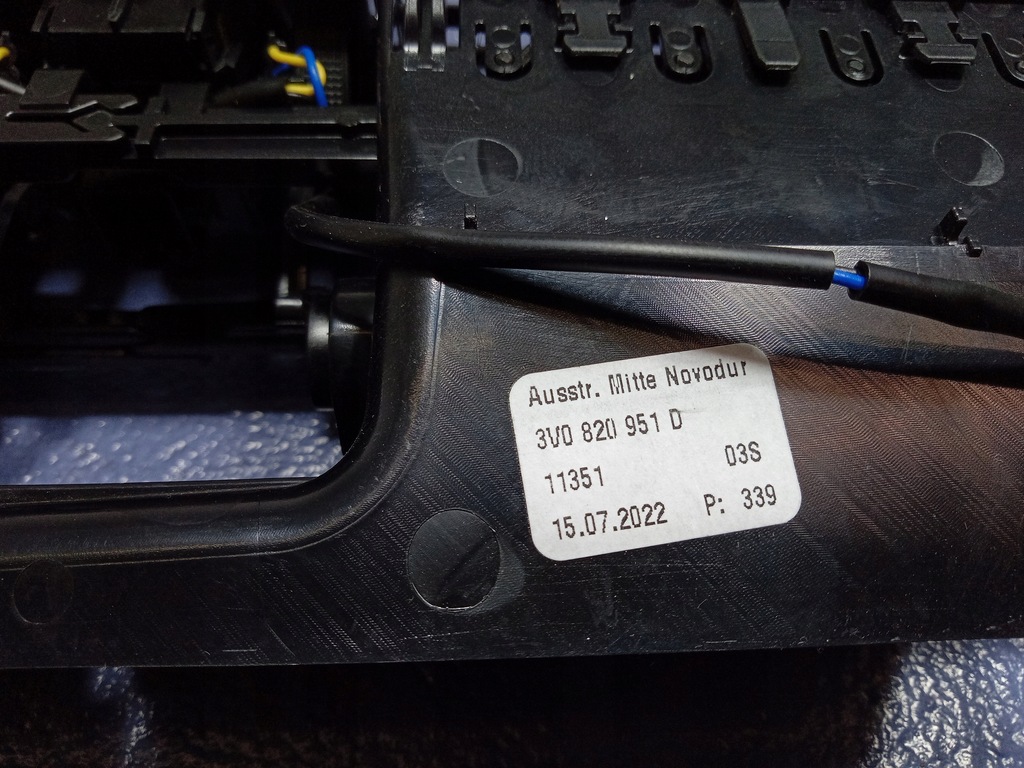 Ausstr. Mitte Novodur
3V0 820 951 D
11351 03S
15.07.2022 P: 339